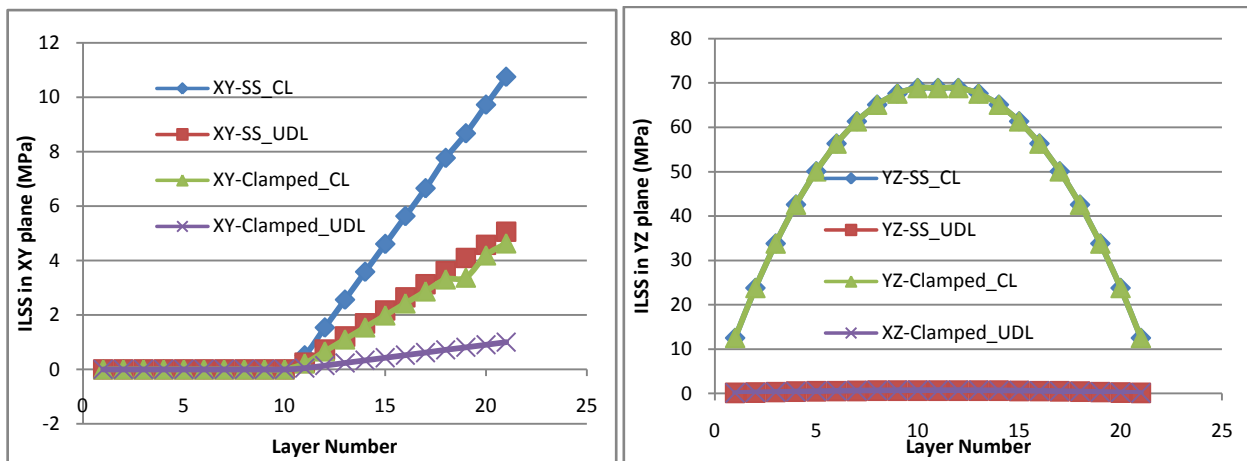 12
10
8
6
4
2
0
-2
0
5
10
15
20
25
ILSS in XY plane (MPa)
Layer Number
XY-SS_CL
XY-SS_UDL
XY-Clamped_CL
XY-Clamped_UDL
80
70
60
50
40
30
20
10
0
0
5
10
15
20
25
ILSS in YZ plane (MPa)
Layer Number
YZ-SS_CL
YZ-SS_UDL
YZ-Clamped_CL
XZ-Clamped_UDL